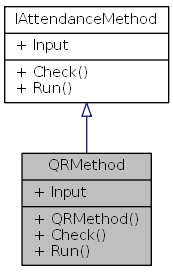 IAttendanceMethod
+ Input
+ Check()
+ Run()
QRMethod
+ Input
+ QRMethod()
+ Check()
+ Run()